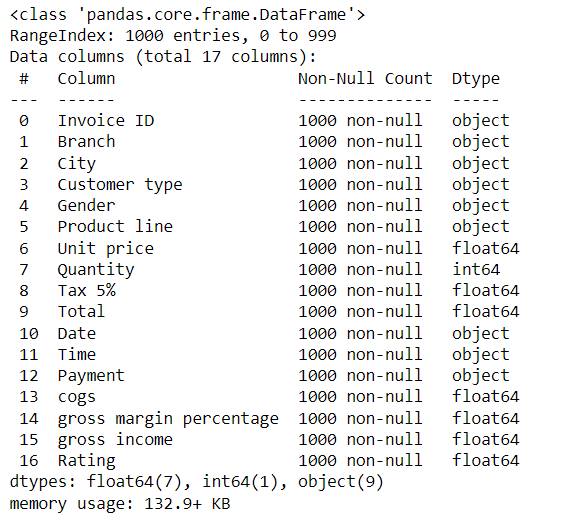 <class 'pandas.core.frame.DataFrame'>
RangeIndex: 1000 entries, 0 to 999
Data columns (total 17 columns):
 #   Column                   Non-Null Count  Dtype
---  ------                   --------------  -----
 0   Invoice ID               1000 non-null   object
 1   Branch                   1000 non-null   object
 2   City                     1000 non-null   object
 3   Customer type            1000 non-null   object
 4   Gender                   1000 non-null   object
 5   Product line             1000 non-null   object
 6   Unit price               1000 non-null   float64
 7   Quantity                 1000 non-null   int64
 8   Tax 5%                   1000 non-null   float64
 9   Total                    1000 non-null   float64
 10  Date                     1000 non-null   object
 11  Time                     1000 non-null   object
 12  Payment                  1000 non-null   object
 13  cogs                     1000 non-null   float64
 14  gross margin percentage  1000 non-null   float64
 15  gross income             1000 non-null   float64
 16  Rating                   1000 non-null   float64
dtypes: float64(7), int64(1), object(9)
memory usage: 132.9+ KB